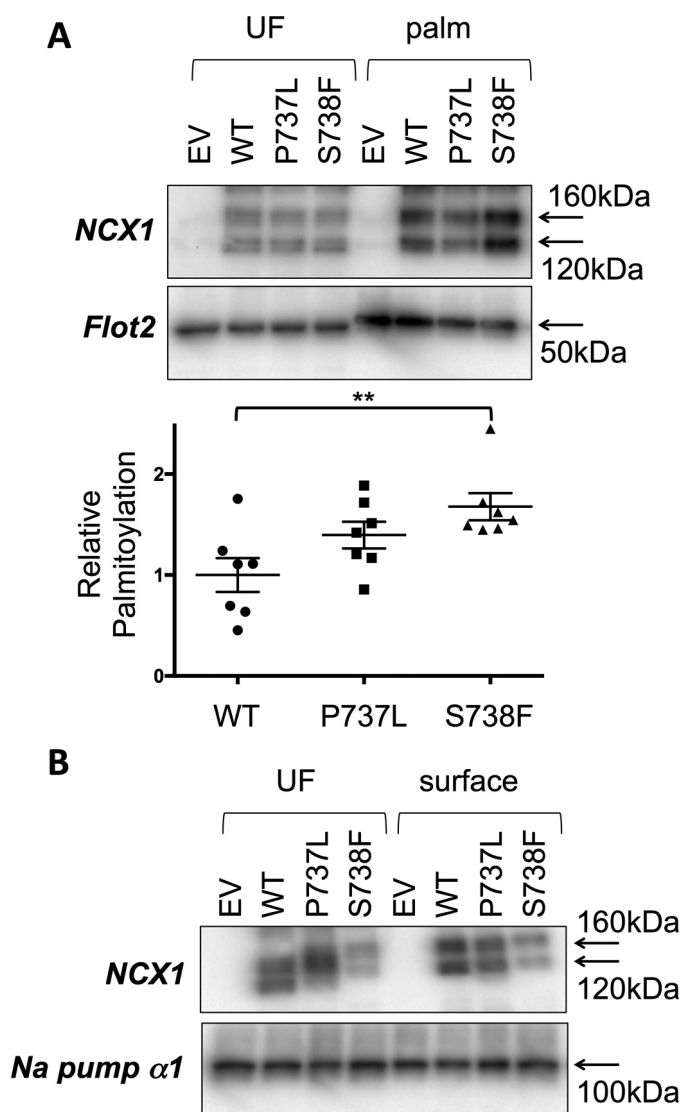 A
UF palm
EV WT P737L S738F EV WT P737L S738F
160kDa
NCX1
120kDa
Flot2
50kDa
**
Relative
Palmitoylation
2
1
0
WT P737L S738F
B
UF surface
EV WT P737L S738F EV WT P737L S738F
160kDa
NCX1
120kDa
Na pump α1
100kDa